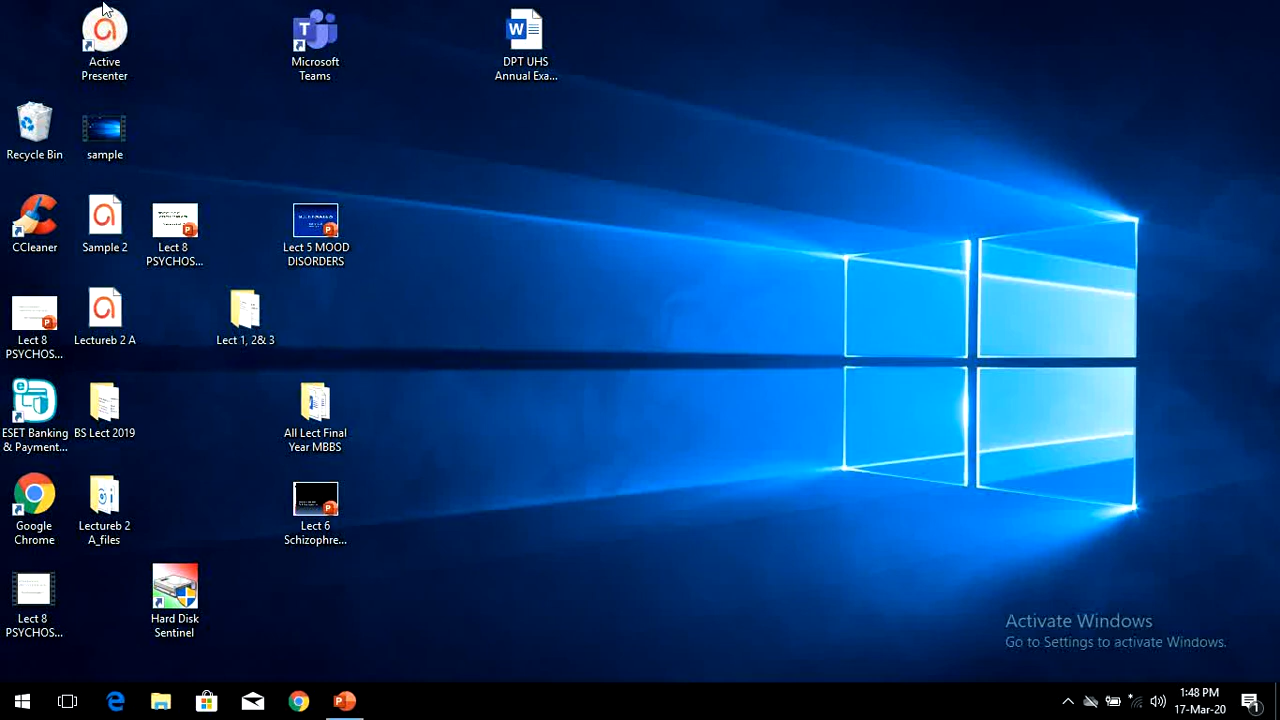 Active
Presenter
Microsoft
Teams
DPT UHS
Annual Exa...
Recycle Bin
sample
CCleaner
Sample 2
Lect 8
PSYCHOS...
Lect 5 MOOD
DISORDERS
Lect 8
PSYCHOS...
Lectureb 2 A
Lect 1, 2& 3
ESET Banking
& Payment...
BS Lect 2019
All Lect Final
Year MBBS
Google
Chrome
Lectureb 2
A_files
Lect 6
Schizophre...
Lect 8
PSYCHOS...
Hard Disk
Sentinel
Activate Windows
Go to Settings to activate Windows.
1:48 PM
17-Mar-20